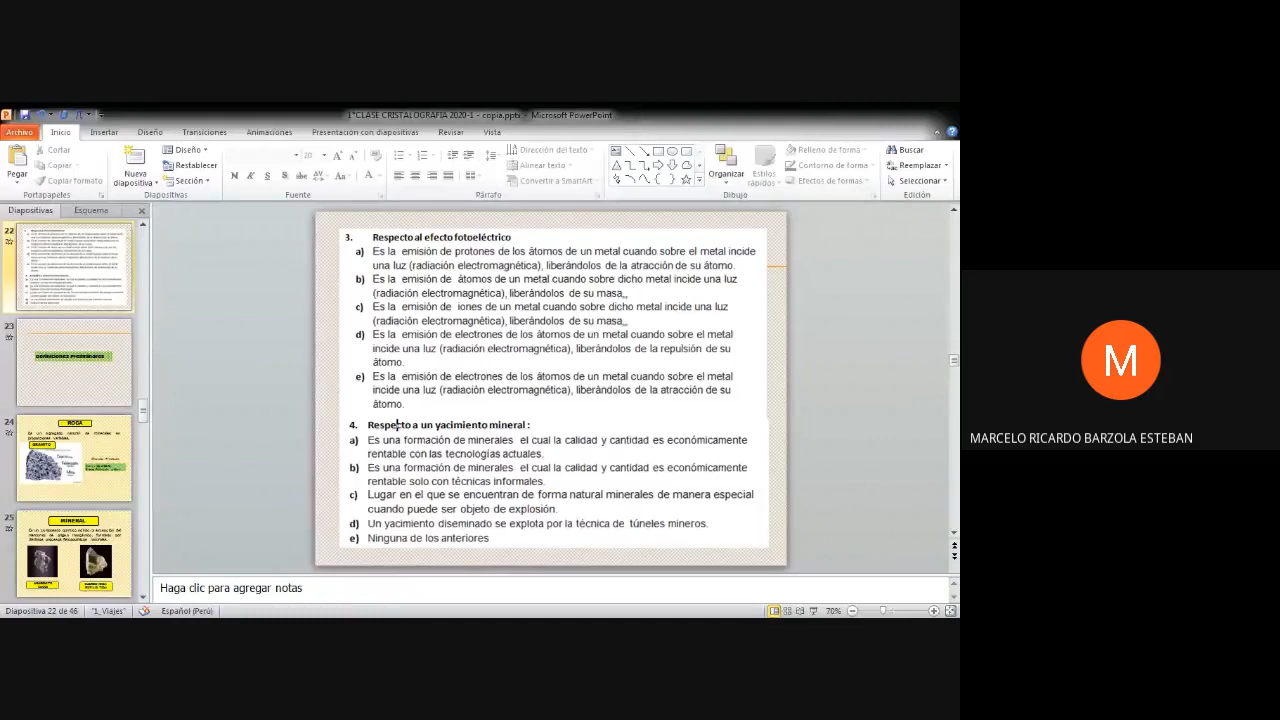 1°CLASE CRISTALOGRAFIA 2020-1 - copia.pptx - Microsoft PowerPoint
Archivo Inicio Insertar Diseño Transiciones Animaciones Presentación con diapositivas Revisar Vista
Pegar
Cortar
Copiar
Copiar formato
Portapapeles
Nueva
diapositiva
Diseño
Restablecer
Sección
Diapositivas
20
N K S S abc AV Aa A
Fuente
Dirección del texto
Alinear texto
Convertir a SmartArt
Párrafo
Organizar
Estilos
rápidos
Relleno de forma
Contorno de forma
Efectos de formas
Dibujo
Buscar
Reemplazar
Seleccionar
Edición
Diapositivas Esquema
22
23
24
ROCA
GRANITO
25
MINERAL
3. Respecto al efecto
a) Es la emisión de protones de los átomos de un metal cuando sobre el metal incide
una luz (radiación electromagnética), liberándolos de la atracción de su átomo.
b) Es la emisión de átomos de un metal cuando sobre dicho metal incide una luz
(radiación electromagnética), liberándolos de su masa,,
c) Es la emisión de iones de un metal cuando sobre dicho metal incide una luz
(radiación electromagnética), liberándolos de su masa,,
d) Es la emisión de electrones de los átomos de un metal cuando sobre el metal
incide una luz (radiación electromagnética), liberándolos de la repulsión de su
átomo.
e) Es la emisión de electrones de los átomos de un metal cuando sobre el metal
incide una luz (radiación electromagnética), liberándolos de la atracción de su
átomo.
4. Respecto a un yacimiento mineral :
a) Es una formación de minerales el cual la calidad y cantidad es económicamente
rentable con las tecnologías actuales.
b) Es una formación de minerales el cual la calidad y cantidad es económicamente
rentable solo con técnicas informales.
c) Lugar en el que se encuentran de forma natural minerales de manera especial
cuando puede ser objeto de explosión.
d) Un yacimiento diseminado se explota por la técnica de túneles mineros.
e) Ninguna de los anteriores
Haga clic para agregar notas
Diapositiva 22 de 46 "1_Viajes" Español (Perú) 70%
M
MARCELO RICARDO BARZOLA ESTEBAN